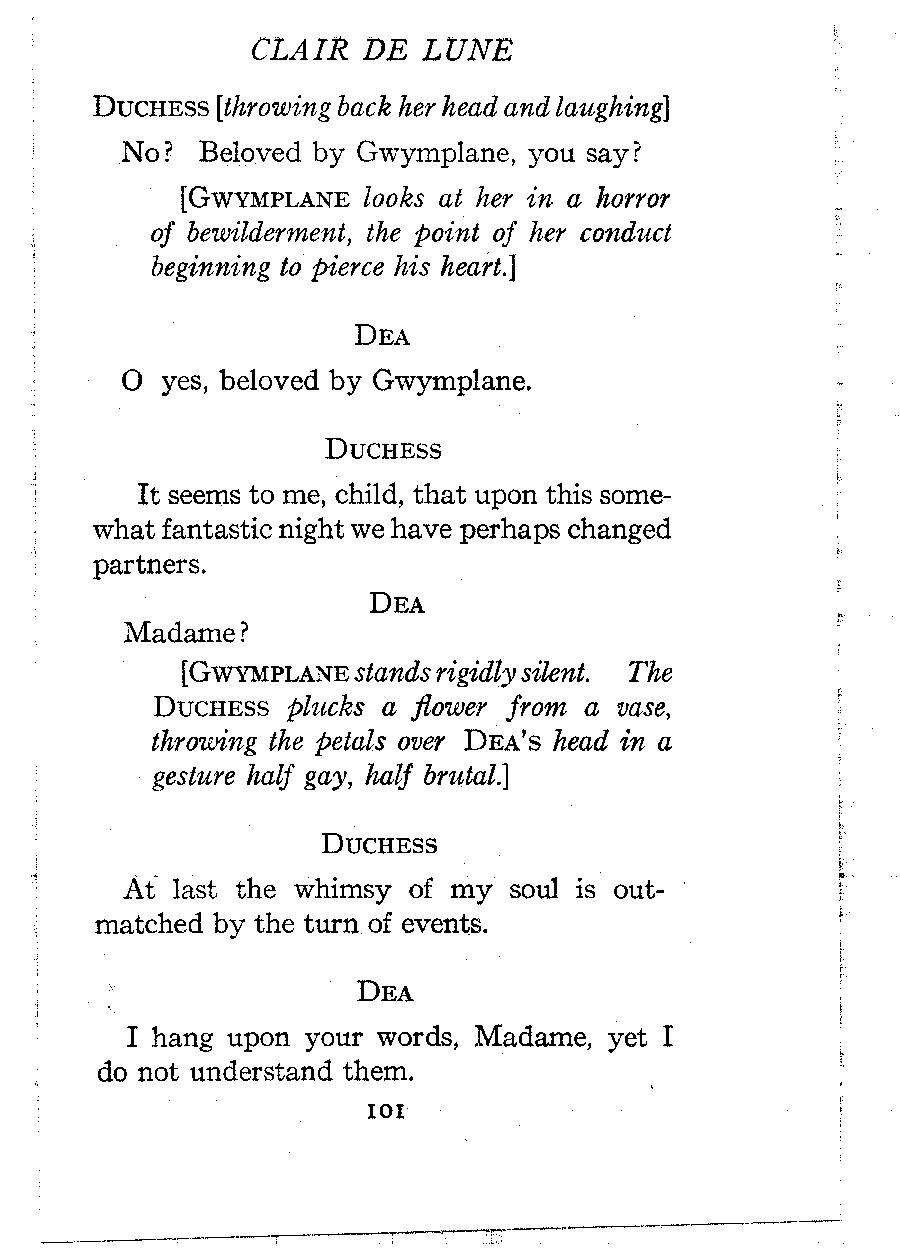 CLAIR DE LUNE
DUCHESS [throwing back her head and laughing]
No? Beloved by Gwymplane, you say?
[GWYMPLANE looks at her in a horror
of bewilderment, the point of her conduct
beginning to pierce his heart.]
DEA
O yes, beloved by Gwymplane.
DUCHESS
It seems to me, child, that upon this some-
what fantastic night we have perhaps changed
partners.
DEA
Madame?
[GWYMPLANE stands rigidly silent. The
DUCHESS plucks a flower from a vase,
throwing the petals over DEA'S head in a
gesture half gay, half brutal.]
DUCHESS
At last the whimsy of my soul is out-
matched by the turn of events.
DEA
I hang upon your words, Madame, yet I
do not understand them.
101